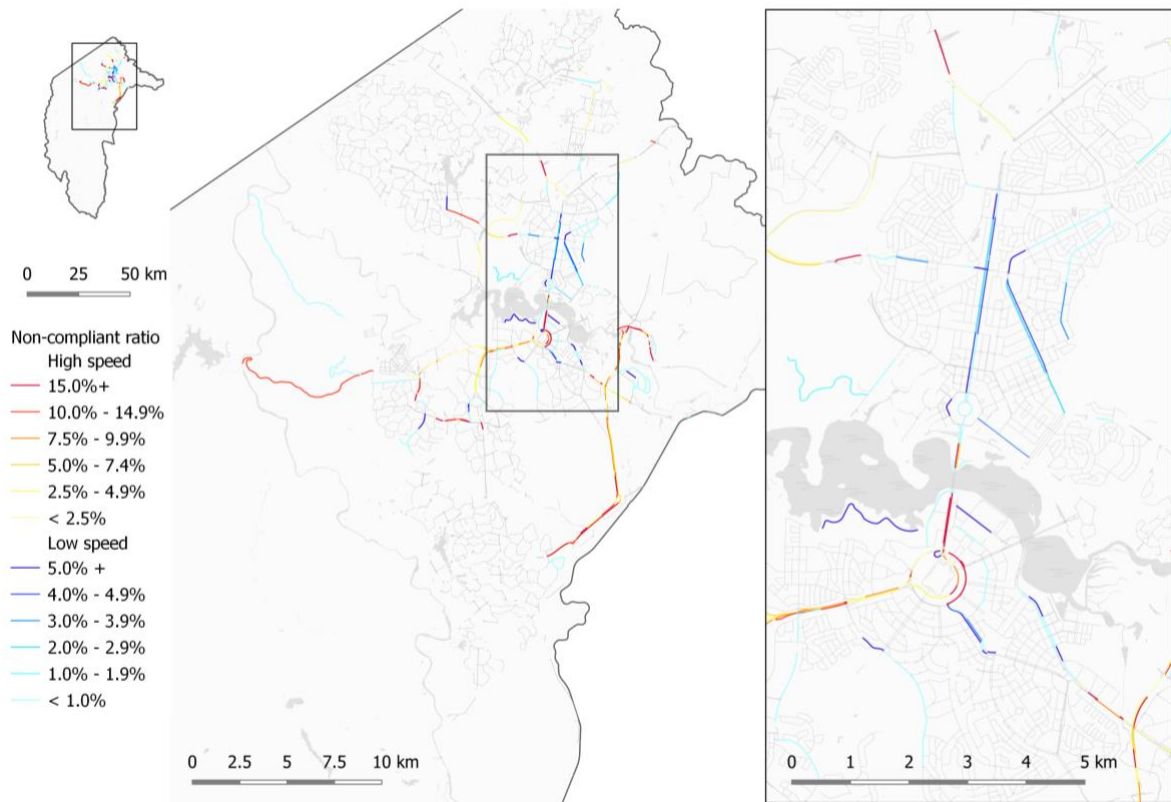 0 25 50 km
Non-compliant ratio
High speed
15.0%+
10.0% - 14.9%
7.5% - 9.9%
5.0% - 7.4%
2.5% - 4.9%
< 2.5%
Low speed
5.0% +
4.0% - 4.9%
3.0% - 3.9%
2.0% - 2.9%
1.0% - 1.9%
< 1.0%
0 2.5 5 7.5 10 km
0 1 2 3 4 5 km